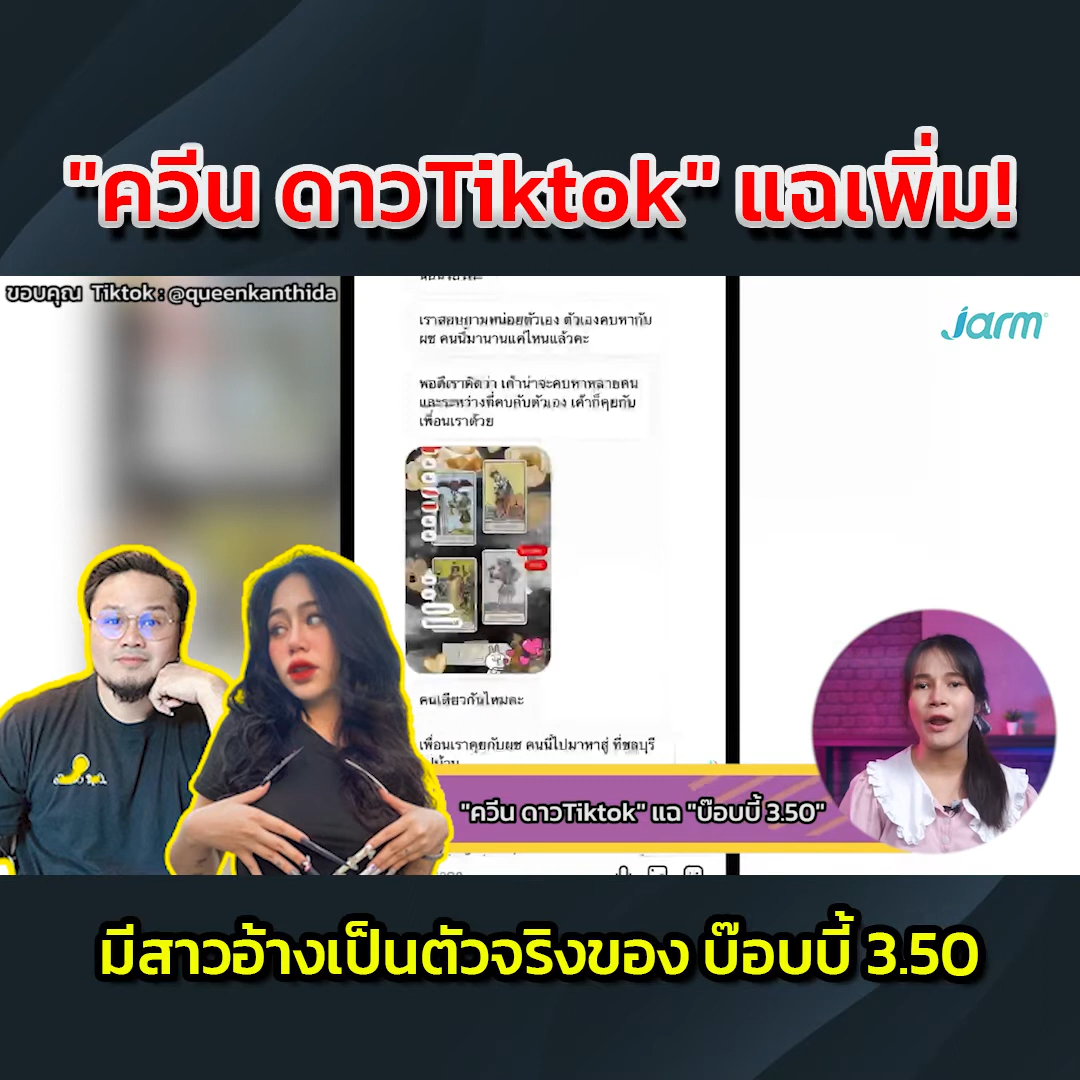 "ควีน ดาวTiktok" แฉเพิ่ม!
ขอบคุณ Tiktok : @queenkanthida
jarm
เราสอบถามหน่อยตัวเอง ตัวเองคบหากับ
ผช คนนี้มานานแค่ไหนแล้วคะ
พอดีเราคิดว่า เค้าน่าจะคบหาหลายคน
และระหว่างที่คบกับตัวเอง เค้าก็คุยกับ
เพื่อนเราด้วย
คนเดียวกันไหมคะ
เพื่อนเราคุยกับผช คนนี้ไปมาหาสู่ ที่ชลบุรี
"ควีน ดาวTiktok" แฉ "บ๊อบบี้ 3.50"
มีสาวอ้างเป็นตัวจริงของ บ๊อบบี้ 3.50